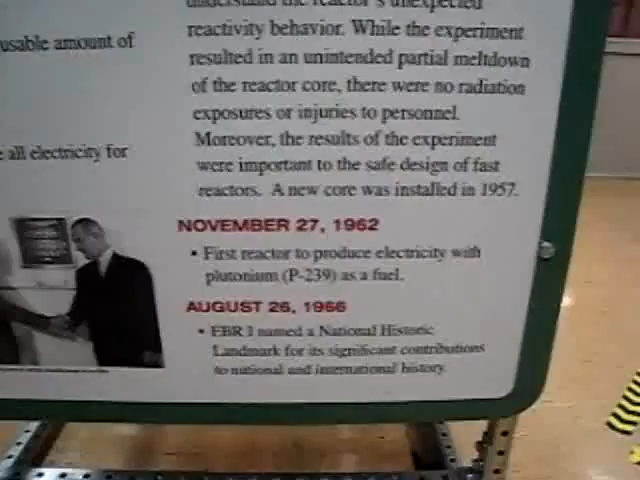 usable amount of
all electricity for
understand the reactor's unexpected
reactivity behavior. While the experiment
resulted in an unintended partial meltdown
of the reactor core, there were no radiation
exposures or injuries to personnel.
Moreover, the results of the experiment
were important to the safe design of fast
reactors. A new core was installed in 1957.
NOVEMBER 27, 1962
• First reactor to produce electricity with
plutonium (P-239) as a fuel.
AUGUST 26, 1966
• EBR I named a National Historic
Landmark for its significant contributions
to national and international history.